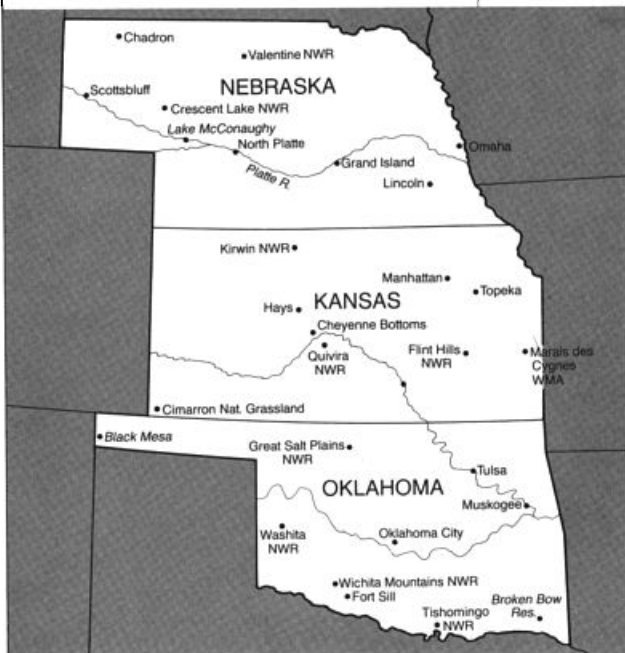 Chadron
Valentine NWR
NEBRASKA
Scottsbluff
Crescent Lake NWR
Lake McConaughy
North Platte
Omaha
Platte R.
Grand Island
Lincoln
Kirwin NWR
Manhattan
Topeka
Hays
KANSAS
Cheyenne Bottoms
Quivira
NWR
Flint Hills
NWR
Marais des
Cygnes
WMA
Cimarron Nat. Grassland
Black Mesa
Great Salt Plains
NWR
Tulsa
OKLAHOMA
Muskogee
Washita
NWR
Oklahoma City
Wichita Mountains NWR
Fort Sill
Broken Bow
Res.
Tishomingo
NWR